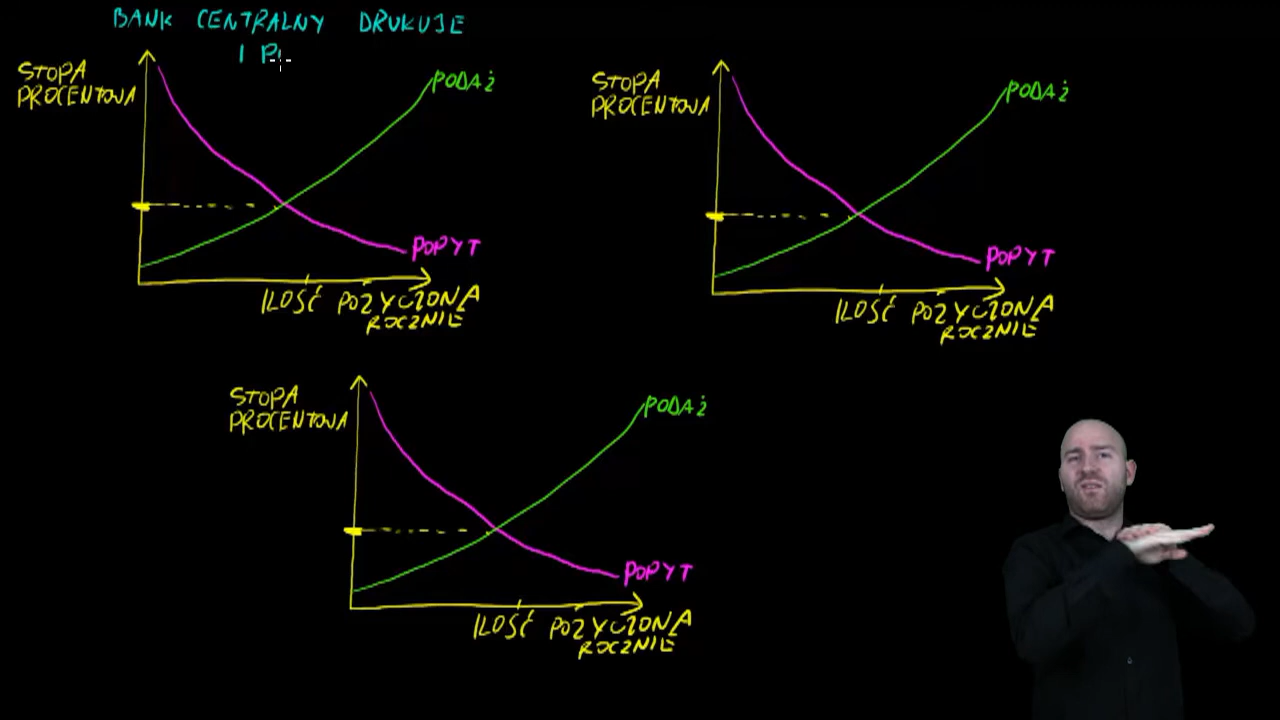 BANK CENTRALNY DRUKUJE
I P
STOPA
PROCENTOWA
PODAŻ
POPYT
ILOŚĆ POŻYCZONA
ROCZNIE
STOPA
PROCENTOWA
PODAŻ
POPYT
ILOŚĆ POŻYCZONA
ROCZNIE
STOPA
PROCENTOWA
PODAŻ
POPYT
ILOŚĆ POŻYCZONA
ROCZNIE